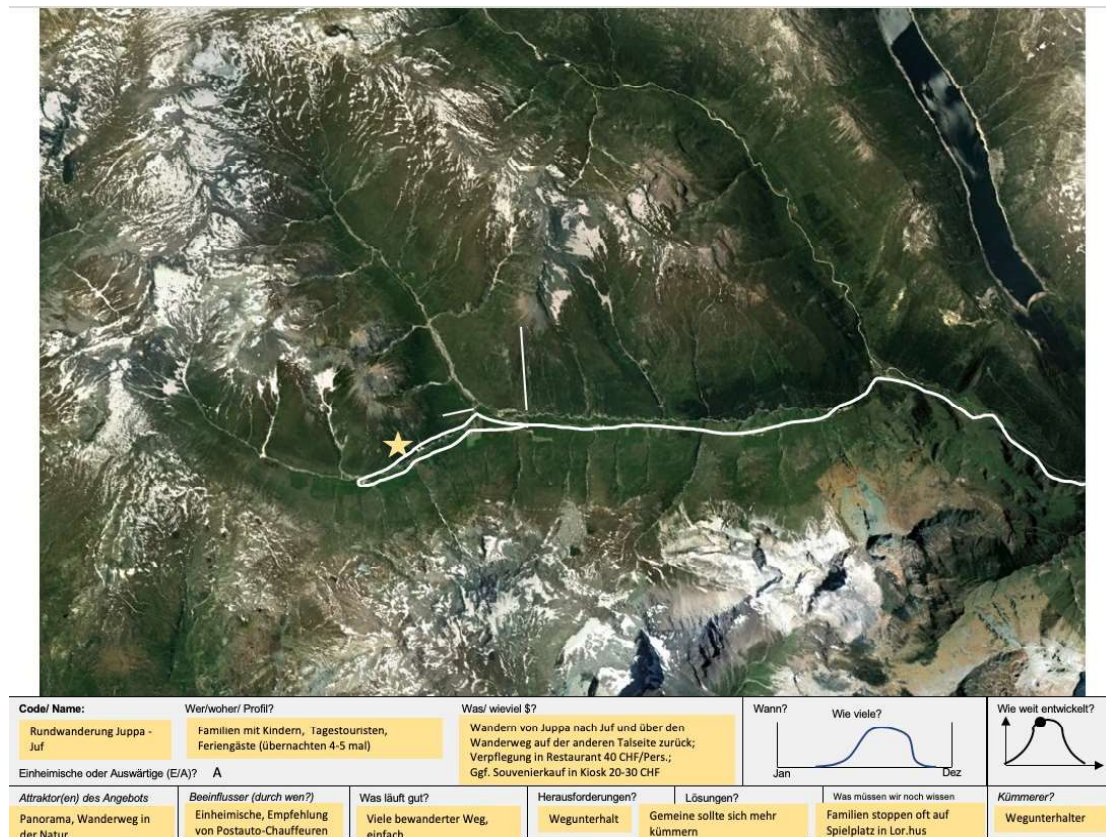 Code/ Name:
Rundwanderung Juppa -
Juf
Wer/woher/ Profil?
Familien mit Kindern, Tagestouristen,
Feriengäste (übernachten 4-5 mal)
Einheimische oder Auswärtige (E/A)? A
Was/ wieviel $?
Wandern von Juppa nach Juf und über den
Wanderweg auf der anderen Talseite zurück;
Verpflegung in Restaurant 40 CHF/Pers.;
Ggf. Souvenierkauf in Kiosk 20-30 CHF
Wann?
Wie viele?
Jan
Dez
Wie weit entwickelt?
Attraktor(en) des Angebots
Panorama, Wanderweg in
der Natur
Beeinflusser (durch wen?)
Einheimische, Empfehlung
von Postauto-Chauffeuren
Was läuft gut?
Viele bewanderter Weg,
einfach
Herausforderungen?
Wegunterhalt
Lösungen?
Gemeine sollte sich mehr
kümmern
Was müssen wir noch wissen
Familien stoppen oft auf
Spielplatz in Lor.hus
Kümmerer?
Wegunterhalter